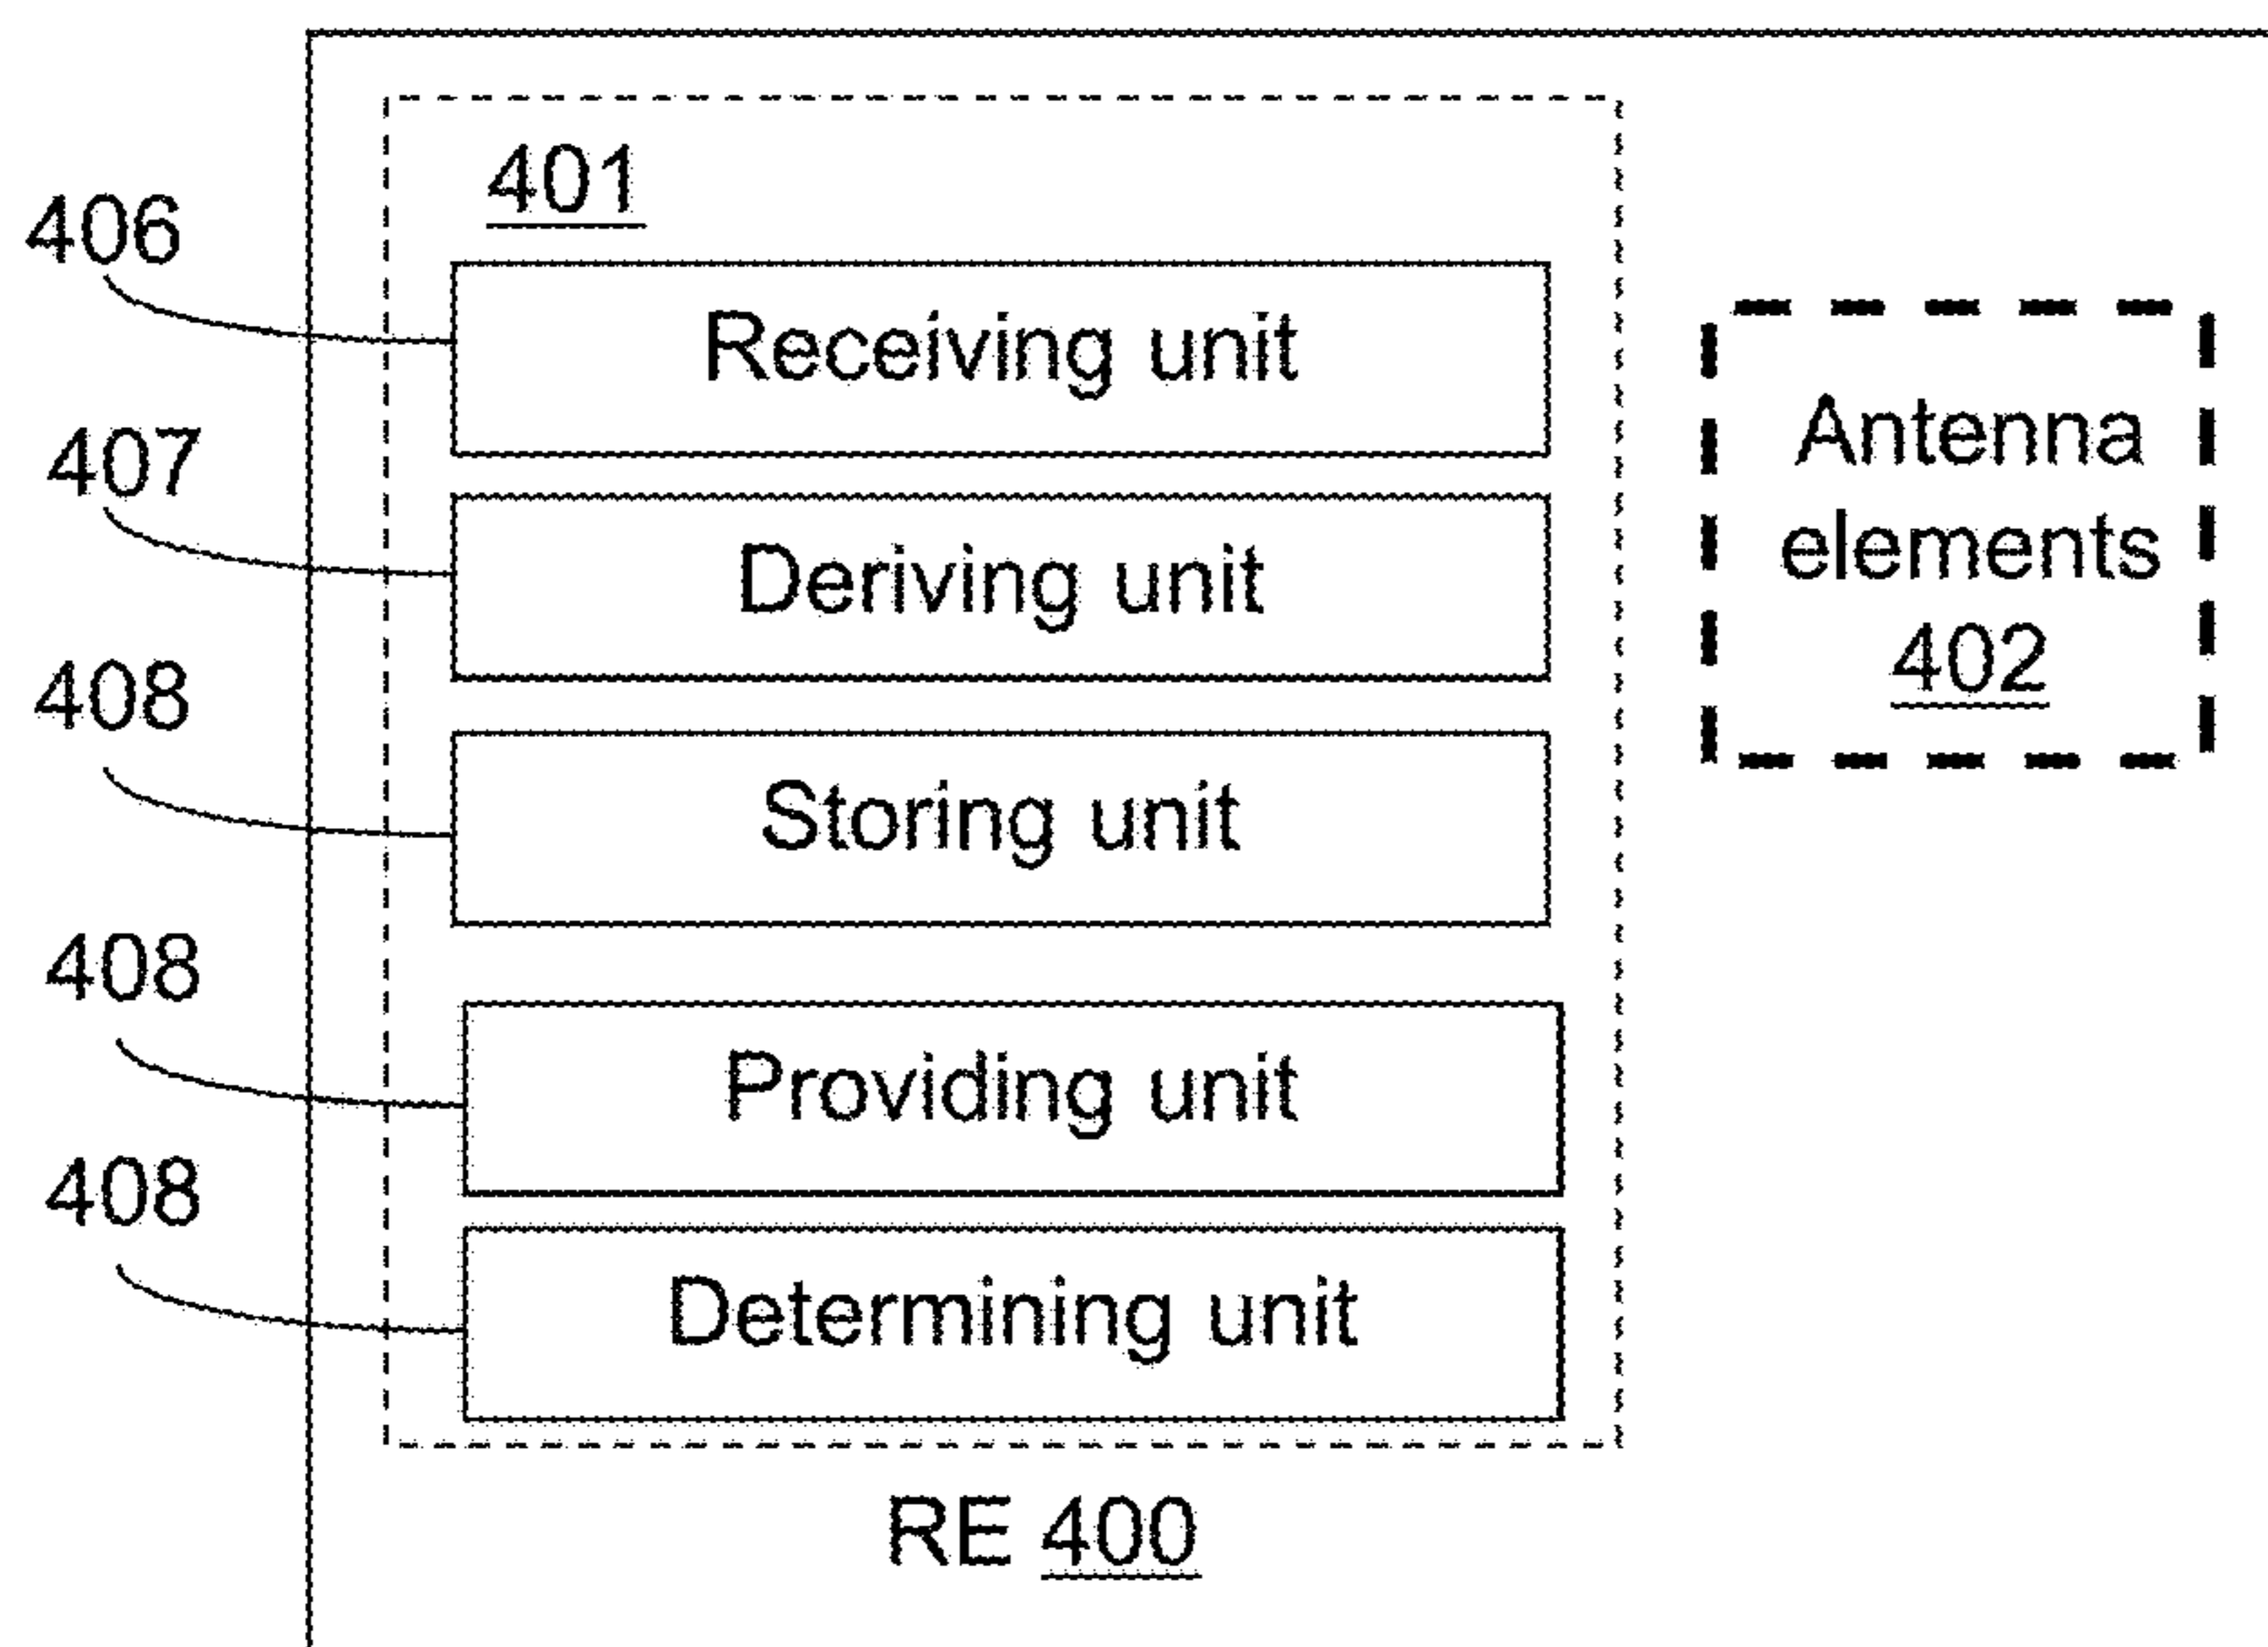 401
406
Receiving unit
407
Deriving unit
408
Storing unit
408
Providing unit
408
Determining unit
Antenna
elements
402
RE 400